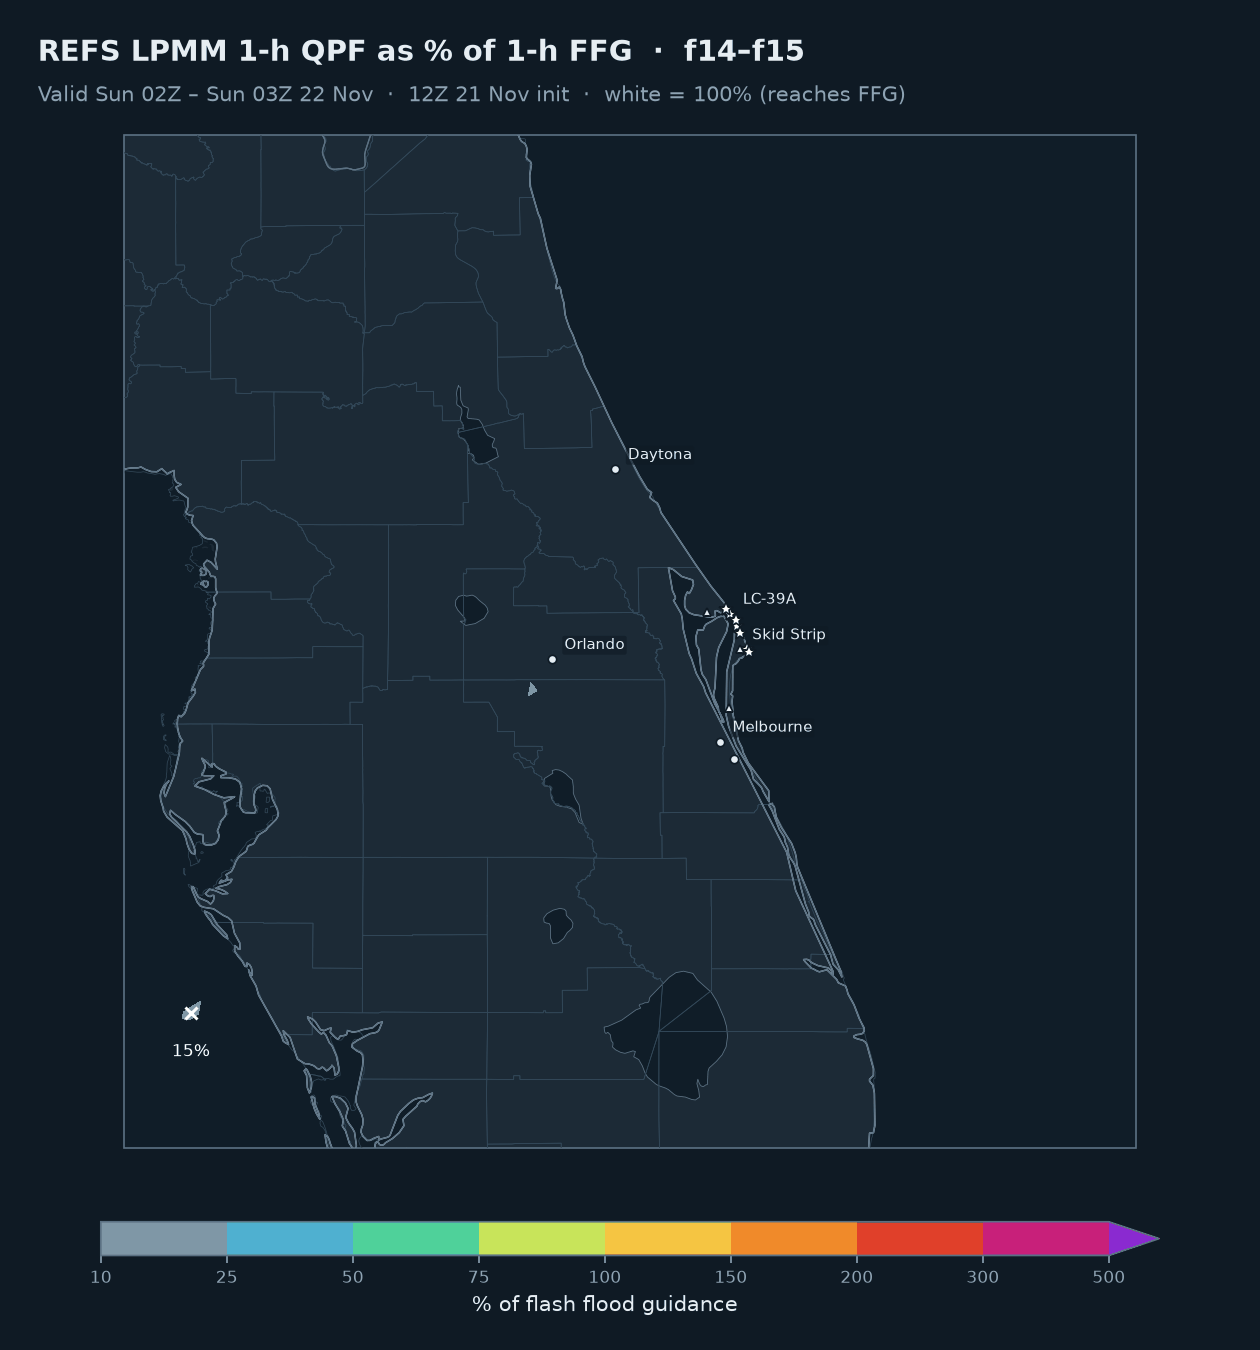 REFS LPMM 1-h QPF as % of 1-h FFG · f14–f15
Valid Sun 02Z – Sun 03Z 22 Nov · 12Z 21 Nov init · white = 100% (reaches FFG)
Daytona
LC-39A
Skid Strip
Orlando
Melbourne
15%
10 25 50 75 100 150 200 300 500
% of flash flood guidance